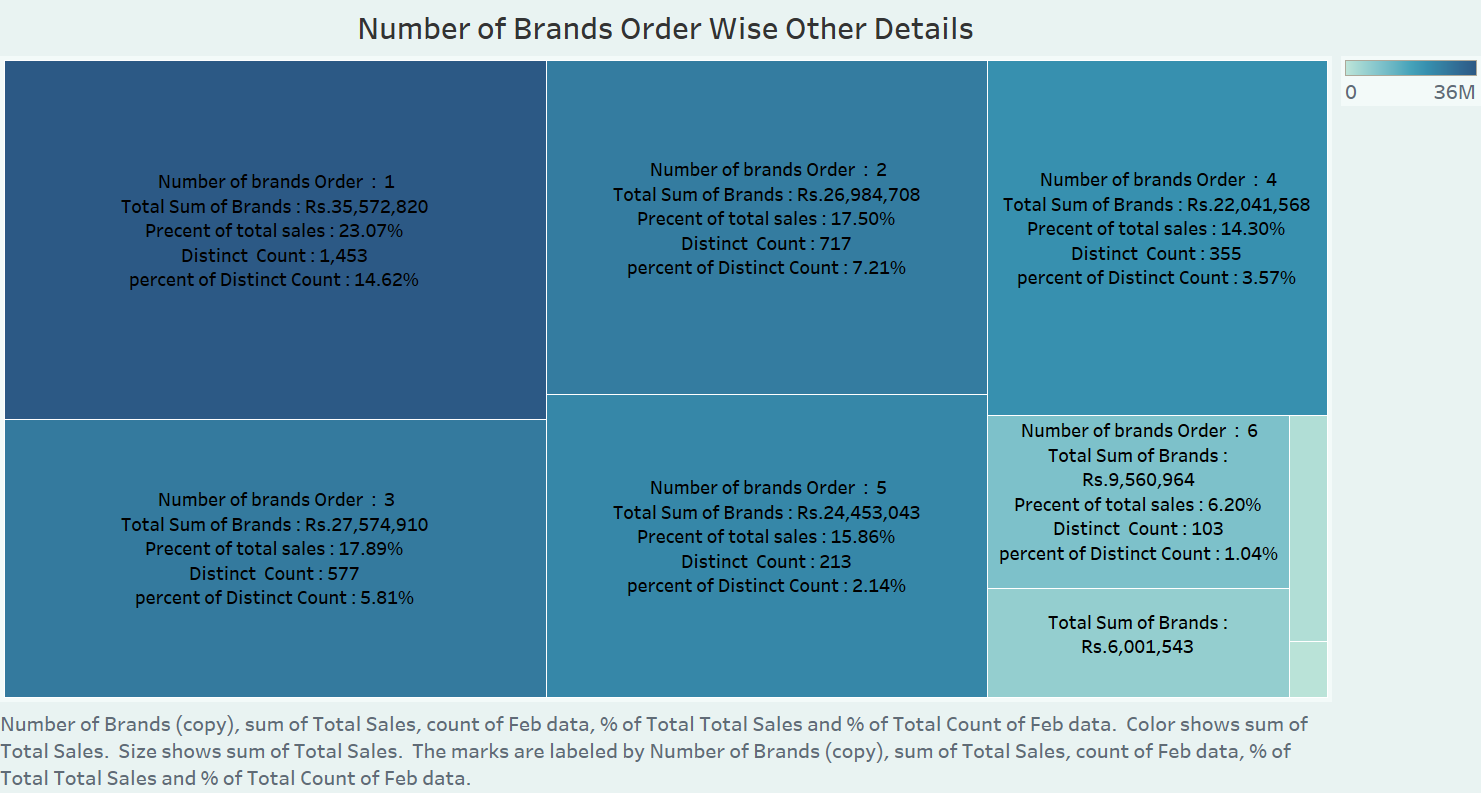 Number of Brands Order Wise Other Details
0 36M
Number of brands Order : 1
Total Sum of Brands : Rs.35,572,820
Precent of total sales : 23.07%
Distinct Count : 1,453
percent of Distinct Count : 14.62%
Number of brands Order : 2
Total Sum of Brands : Rs.26,984,708
Precent of total sales : 17.50%
Distinct Count : 717
percent of Distinct Count : 7.21%
Number of brands Order : 4
Total Sum of Brands : Rs.22,041,568
Precent of total sales : 14.30%
Distinct Count : 355
percent of Distinct Count : 3.57%
Number of brands Order : 3
Total Sum of Brands : Rs.27,574,910
Precent of total sales : 17.89%
Distinct Count : 577
percent of Distinct Count : 5.81%
Number of brands Order : 5
Total Sum of Brands : Rs.24,453,043
Precent of total sales : 15.86%
Distinct Count : 213
percent of Distinct Count : 2.14%
Number of brands Order : 6
Total Sum of Brands :
Rs.9,560,964
Precent of total sales : 6.20%
Distinct Count : 103
percent of Distinct Count : 1.04%
Total Sum of Brands :
Rs.6,001,543
Number of Brands (copy), sum of Total Sales, count of Feb data, % of Total Total Sales and % of Total Count of Feb data. Color shows sum of
Total Sales. Size shows sum of Total Sales. The marks are labeled by Number of Brands (copy), sum of Total Sales, count of Feb data, % of
Total Total Sales and % of Total Count of Feb data.